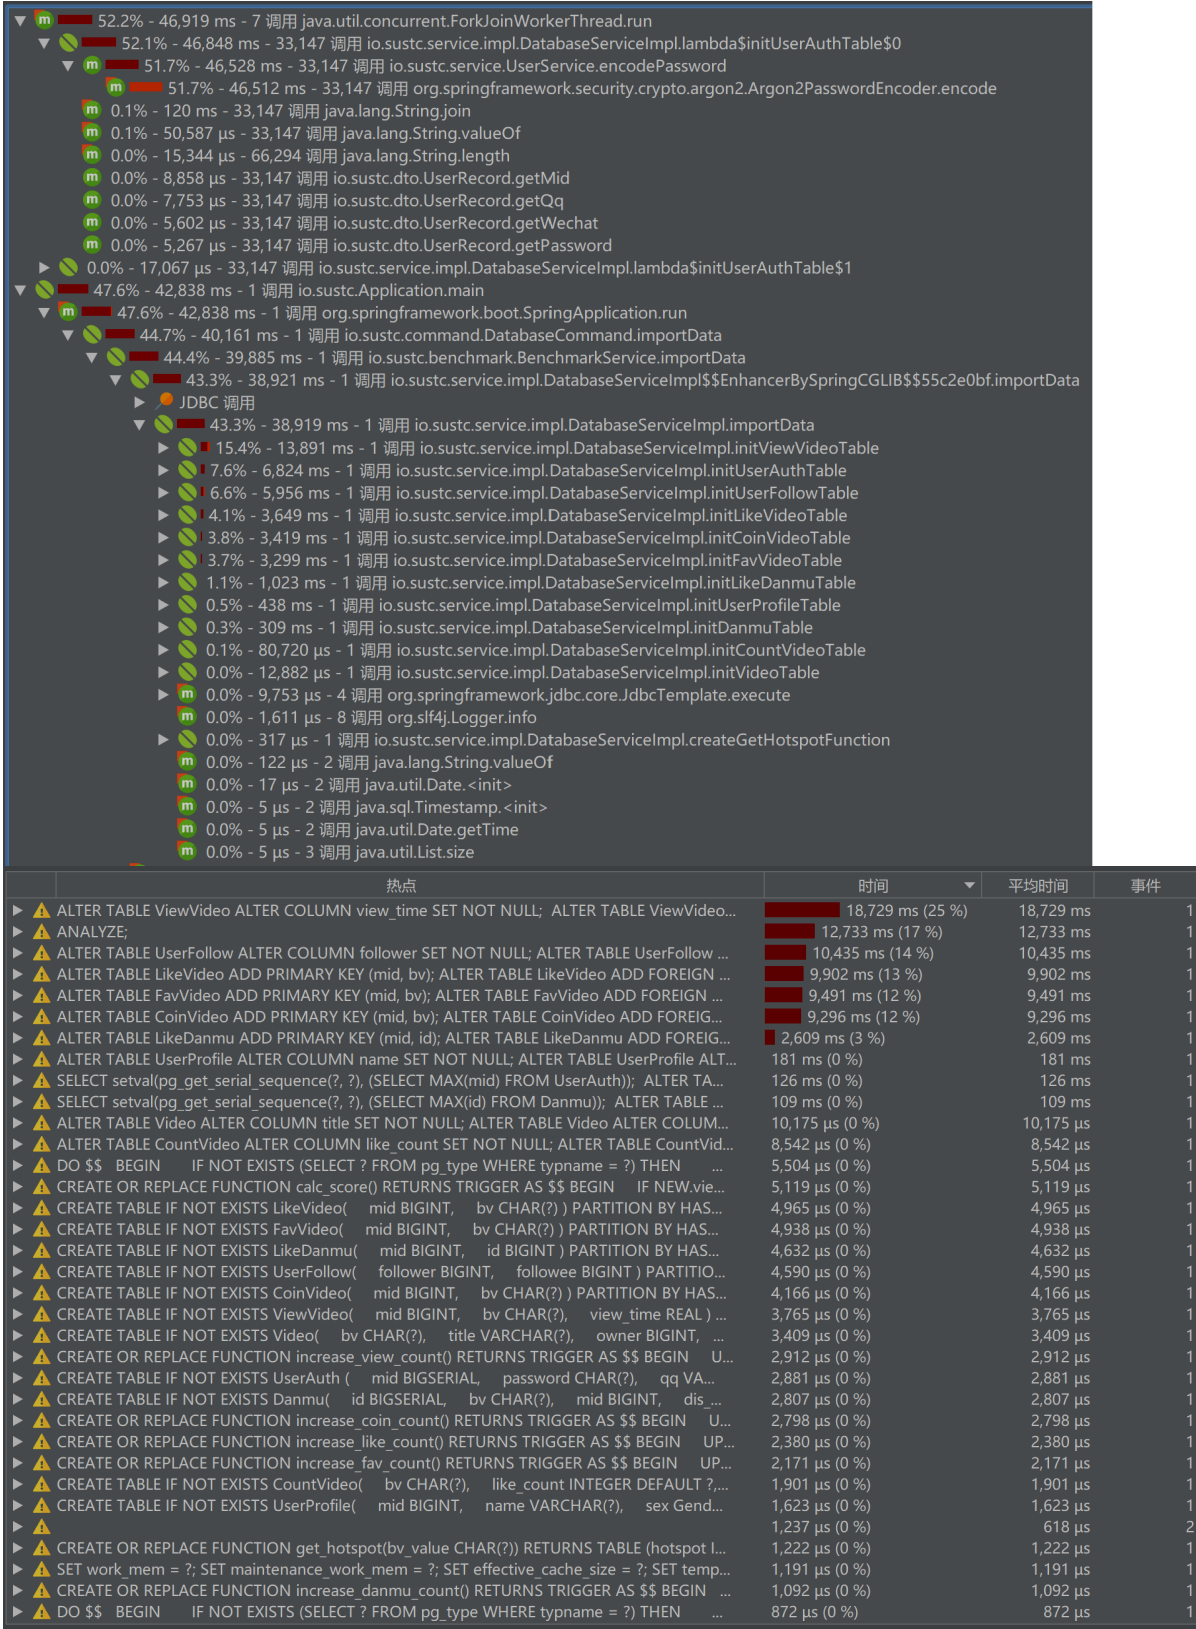 52.2% - 46,919 ms - 7 调用 java.util.concurrent.ForkJoinWorkerThread.run
52.1% - 46,848 ms - 33,147 调用 io.sustc.service.impl.DatabaseServiceImpl.lambda$initUserAuthTable$0
51.7% - 46,528 ms - 33,147 调用 io.sustc.service.UserService.encodePassword
51.7% - 46,512 ms - 33,147 调用 org.springframework.security.crypto.argon2.Argon2PasswordEncoder.encode
0.1% - 120 ms - 33,147 调用 java.lang.String.join
0.1% - 50,587 µs - 33,147 调用 java.lang.String.valueOf
0.0% - 15,344 µs - 66,294 调用 java.lang.String.length
0.0% - 8,858 µs - 33,147 调用 io.sustc.dto.UserRecord.getMid
0.0% - 7,753 µs - 33,147 调用 io.sustc.dto.UserRecord.getQq
0.0% - 5,602 µs - 33,147 调用 io.sustc.dto.UserRecord.getWechat
0.0% - 5,267 µs - 33,147 调用 io.sustc.dto.UserRecord.getPassword
0.0% - 17,067 µs - 33,147 调用 io.sustc.service.impl.DatabaseServiceImpl.lambda$initUserAuthTable$1
47.6% - 42,838 ms - 1 调用 io.sustc.Application.main
47.6% - 42,838 ms - 1 调用 org.springframework.boot.SpringApplication.run
44.7% - 40,161 ms - 1 调用 io.sustc.command.DatabaseCommand.importData
44.4% - 39,885 ms - 1 调用 io.sustc.benchmark.BenchmarkService.importData
43.3% - 38,921 ms - 1 调用 io.sustc.service.impl.DatabaseServiceImpl$$EnhancerBySpringCGLIB$$55c2e0bf.importData
JDBC 调用
43.3% - 38,919 ms - 1 调用 io.sustc.service.impl.DatabaseServiceImpl.importData
15.4% - 13,891 ms - 1 调用 io.sustc.service.impl.DatabaseServiceImpl.initViewVideoTable
7.6% - 6,824 ms - 1 调用 io.sustc.service.impl.DatabaseServiceImpl.initUserAuthTable
6.6% - 5,956 ms - 1 调用 io.sustc.service.impl.DatabaseServiceImpl.initUserFollowTable
4.1% - 3,649 ms - 1 调用 io.sustc.service.impl.DatabaseServiceImpl.initLikeVideoTable
3.8% - 3,419 ms - 1 调用 io.sustc.service.impl.DatabaseServiceImpl.initCoinVideoTable
3.7% - 3,299 ms - 1 调用 io.sustc.service.impl.DatabaseServiceImpl.initFavVideoTable
1.1% - 1,023 ms - 1 调用 io.sustc.service.impl.DatabaseServiceImpl.initLikeDanmuTable
0.5% - 438 ms - 1 调用 io.sustc.service.impl.DatabaseServiceImpl.initUserProfileTable
0.3% - 309 ms - 1 调用 io.sustc.service.impl.DatabaseServiceImpl.initDanmuTable
0.1% - 80,720 µs - 1 调用 io.sustc.service.impl.DatabaseServiceImpl.initCountVideoTable
0.0% - 12,882 µs - 1 调用 io.sustc.service.impl.DatabaseServiceImpl.initVideoTable
0.0% - 9,753 µs - 4 调用 org.springframework.jdbc.core.JdbcTemplate.execute
0.0% - 1,611 µs - 8 调用 org.slf4j.Logger.info
0.0% - 317 µs - 1 调用 io.sustc.service.impl.DatabaseServiceImpl.createGetHotspotFunction
0.0% - 122 µs - 2 调用 java.lang.String.valueOf
0.0% - 17 µs - 2 调用 java.util.Date.<init>
0.0% - 5 µs - 2 调用 java.sql.Timestamp.<init>
0.0% - 5 µs - 2 调用 java.util.Date.getTime
0.0% - 5 µs - 3 调用 java.util.List.size
热点 时间 平均时间 事件
ALTER TABLE ViewVideo ALTER COLUMN view_time SET NOT NULL; ALTER TABLE ViewVideo... 18,729 ms (25 %) 18,729 ms 1
ANALYZE; 12,733 ms (17 %) 12,733 ms 1
ALTER TABLE UserFollow ALTER COLUMN follower SET NOT NULL; ALTER TABLE UserFollow ... 10,435 ms (14 %) 10,435 ms 1
ALTER TABLE LikeVideo ADD PRIMARY KEY (mid, bv); ALTER TABLE LikeVideo ADD FOREIGN ... 9,902 ms (13 %) 9,902 ms 1
ALTER TABLE FavVideo ADD PRIMARY KEY (mid, bv); ALTER TABLE FavVideo ADD FOREIGN ... 9,491 ms (12 %) 9,491 ms 1
ALTER TABLE CoinVideo ADD PRIMARY KEY (mid, bv); ALTER TABLE CoinVideo ADD FOREIG... 9,296 ms (12 %) 9,296 ms 1
ALTER TABLE LikeDanmu ADD PRIMARY KEY (mid, id); ALTER TABLE LikeDanmu ADD FOREIG... 2,609 ms (3 %) 2,609 ms 1
ALTER TABLE UserProfile ALTER COLUMN name SET NOT NULL; ALTER TABLE UserProfile ALT... 181 ms (0 %) 181 ms 1
SELECT setval(pg_get_serial_sequence(?, ?), (SELECT MAX(mid) FROM UserAuth)); ALTER TA... 126 ms (0 %) 126 ms 1
SELECT setval(pg_get_serial_sequence(?, ?), (SELECT MAX(id) FROM Danmu)); ALTER TABLE ... 109 ms (0 %) 109 ms 1
ALTER TABLE Video ALTER COLUMN title SET NOT NULL; ALTER TABLE Video ALTER COLUM... 10,175 µs (0 %) 10,175 µs 1
ALTER TABLE CountVideo ALTER COLUMN like_count SET NOT NULL; ALTER TABLE CountVid... 8,542 µs (0 %) 8,542 µs 1
DO $$ BEGIN IF NOT EXISTS (SELECT ? FROM pg_type WHERE typname = ?) THEN ... 5,504 µs (0 %) 5,504 µs 1
CREATE OR REPLACE FUNCTION calc_score() RETURNS TRIGGER AS $$ BEGIN IF NEW.vie... 5,119 µs (0 %) 5,119 µs 1
CREATE TABLE IF NOT EXISTS LikeVideo( mid BIGINT, bv CHAR(?) ) PARTITION BY HAS... 4,965 µs (0 %) 4,965 µs 1
CREATE TABLE IF NOT EXISTS FavVideo( mid BIGINT, bv CHAR(?) ) PARTITION BY HAS... 4,938 µs (0 %) 4,938 µs 1
CREATE TABLE IF NOT EXISTS LikeDanmu( mid BIGINT, id BIGINT ) PARTITION BY HAS... 4,632 µs (0 %) 4,632 µs 1
CREATE TABLE IF NOT EXISTS UserFollow( follower BIGINT, followee BIGINT ) PARTITIO... 4,590 µs (0 %) 4,590 µs 1
CREATE TABLE IF NOT EXISTS CoinVideo( mid BIGINT, bv CHAR(?) ) PARTITION BY HAS... 4,166 µs (0 %) 4,166 µs 1
CREATE TABLE IF NOT EXISTS ViewVideo( mid BIGINT, bv CHAR(?), view_time REAL ) ... 3,765 µs (0 %) 3,765 µs 1
CREATE TABLE IF NOT EXISTS Video( bv CHAR(?), title VARCHAR(?), owner BIGINT, ... 3,409 µs (0 %) 3,409 µs 1
CREATE OR REPLACE FUNCTION increase_view_count() RETURNS TRIGGER AS $$ BEGIN U... 2,912 µs (0 %) 2,912 µs 1
CREATE TABLE IF NOT EXISTS UserAuth ( mid BIGSERIAL, password CHAR(?), qq VA... 2,881 µs (0 %) 2,881 µs 1
CREATE TABLE IF NOT EXISTS Danmu( id BIGSERIAL, bv CHAR(?), mid BIGINT, dis_... 2,807 µs (0 %) 2,807 µs 1
CREATE OR REPLACE FUNCTION increase_coin_count() RETURNS TRIGGER AS $$ BEGIN U... 2,798 µs (0 %) 2,798 µs 1
CREATE OR REPLACE FUNCTION increase_like_count() RETURNS TRIGGER AS $$ BEGIN UP... 2,380 µs (0 %) 2,380 µs 1
CREATE OR REPLACE FUNCTION increase_fav_count() RETURNS TRIGGER AS $$ BEGIN UP... 2,171 µs (0 %) 2,171 µs 1
CREATE TABLE IF NOT EXISTS CountVideo( bv CHAR(?), like_count INTEGER DEFAULT ?,... 1,901 µs (0 %) 1,901 µs 1
CREATE TABLE IF NOT EXISTS UserProfile( mid BIGINT, name VARCHAR(?), sex Gend... 1,623 µs (0 %) 1,623 µs 1
1,237 µs (0 %) 618 µs 2
CREATE OR REPLACE FUNCTION get_hotspot(bv_value CHAR(?)) RETURNS TABLE (hotspot I... 1,222 µs (0 %) 1,222 µs 1
SET work_mem = ?; SET maintenance_work_mem = ?; SET effective_cache_size = ?; SET temp... 1,191 µs (0 %) 1,191 µs 1
CREATE OR REPLACE FUNCTION increase_danmu_count() RETURNS TRIGGER AS $$ BEGIN ... 1,092 µs (0 %) 1,092 µs 1
DO $$ BEGIN IF NOT EXISTS (SELECT ? FROM pg_type WHERE typname = ?) THEN ... 872 µs (0 %) 872 µs 1